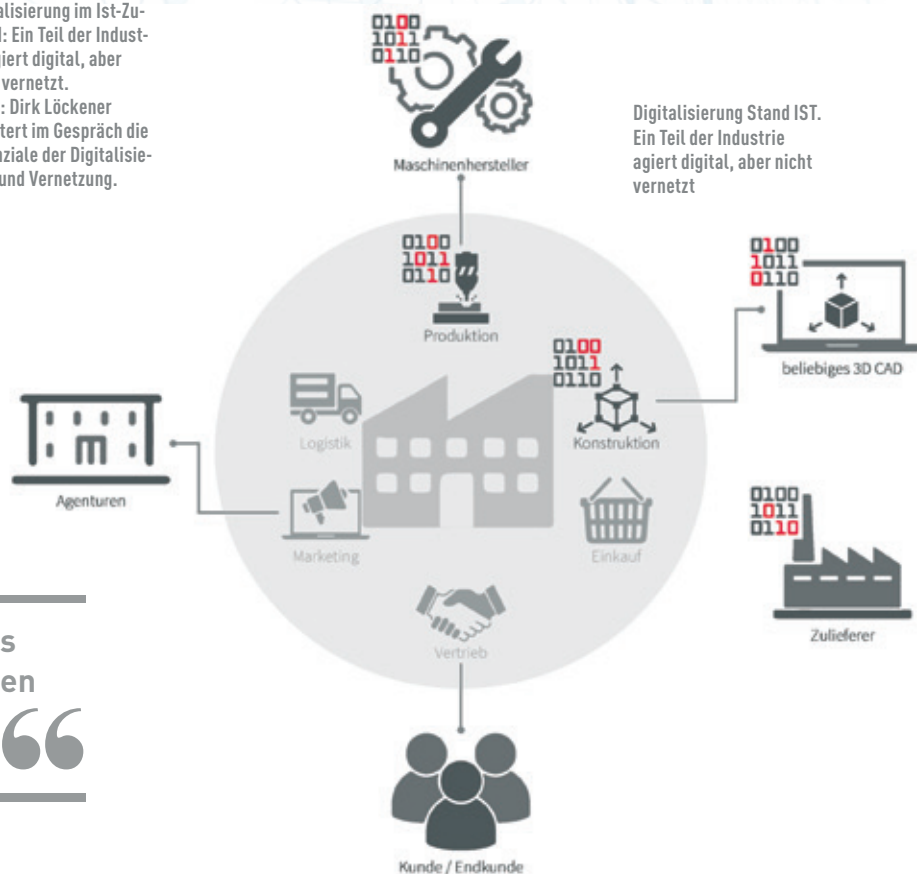 alisierung im Ist-Zu-
: Ein Teil der Indust-
giert digital, aber
vernetzt.
: Dirk Löckener
tert im Gespräch die
nziale der Digitalisie-
und Vernetzung.
0100
1011
0110
Maschinenhersteller
Digitalisierung Stand IST.
Ein Teil der Industrie
agiert digital, aber nicht
vernetzt
0100
1011
0110
Produktion
0100
1011
0110
beliebiges 3D CAD
0100
1011
0110
Konstruktion
Logistik
Agenturen
Marketing
Einkauf
0100
1011
0110
Zulieferer
Vertrieb
s
en
Kunde / Endkunde